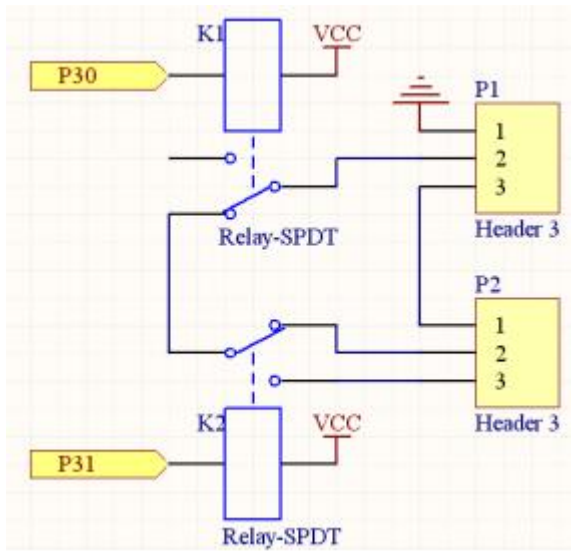 K1
VCC
P30
P1
1
2
3
Relay-SPDT
Header 3
P2
1
2
3
K2
VCC
Header 3
P31
Relay-SPDT